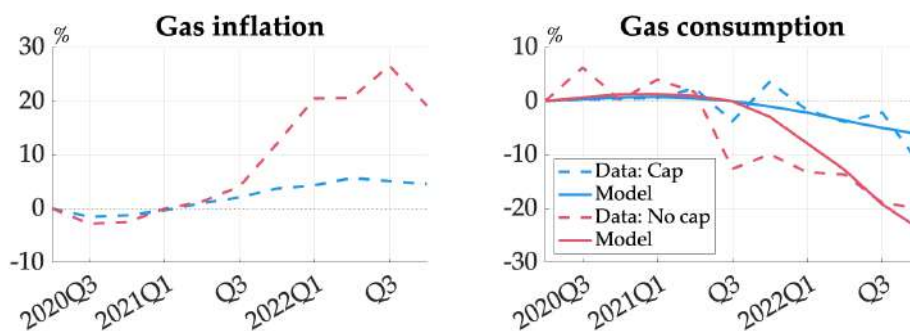 Gas inflation
%
30
20
10
0
-10
2020Q3
2021Q1
Q3
2022Q1
Q3
Gas consumption
%
10
0
-10
-20
-30
Data: Cap
Model
Data: No cap
Model
2020Q3
2021Q1
Q3
2022Q1
Q3